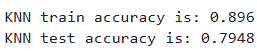 KNN train accuracy is: 0.896
KNN test accuracy is: 0.7948